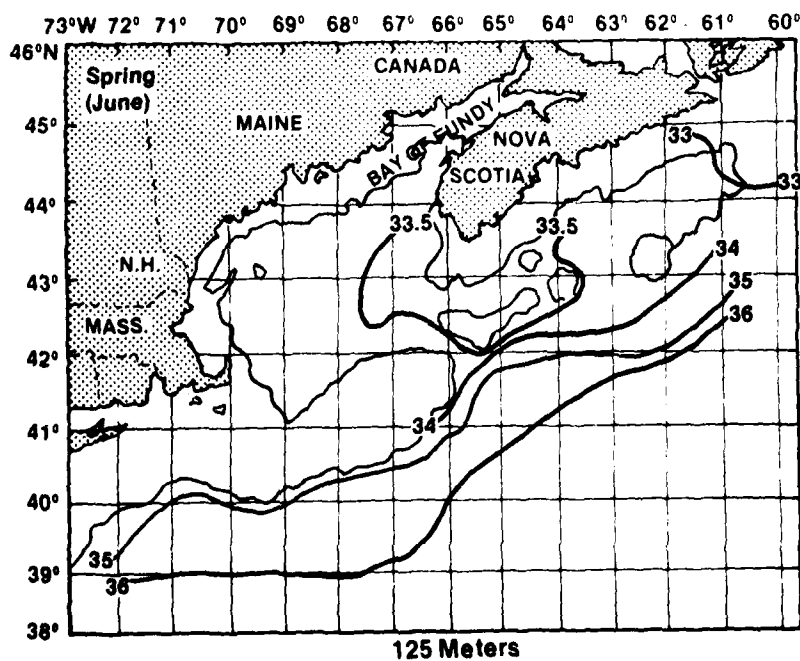 73°W 72° 71° 70° 69° 68° 67° 66° 65° 64° 63° 62° 61° 60°
46°N
Spring
(June)
CANADA
MAINE
45°
BAY OF FUNDY
NOVA
SCOTIA
33
33
44°
33.5
33.5
N.H.
43°
34
35
36
MASS.
42°
34
41°
40°
35
39°
36
38°
125 Meters